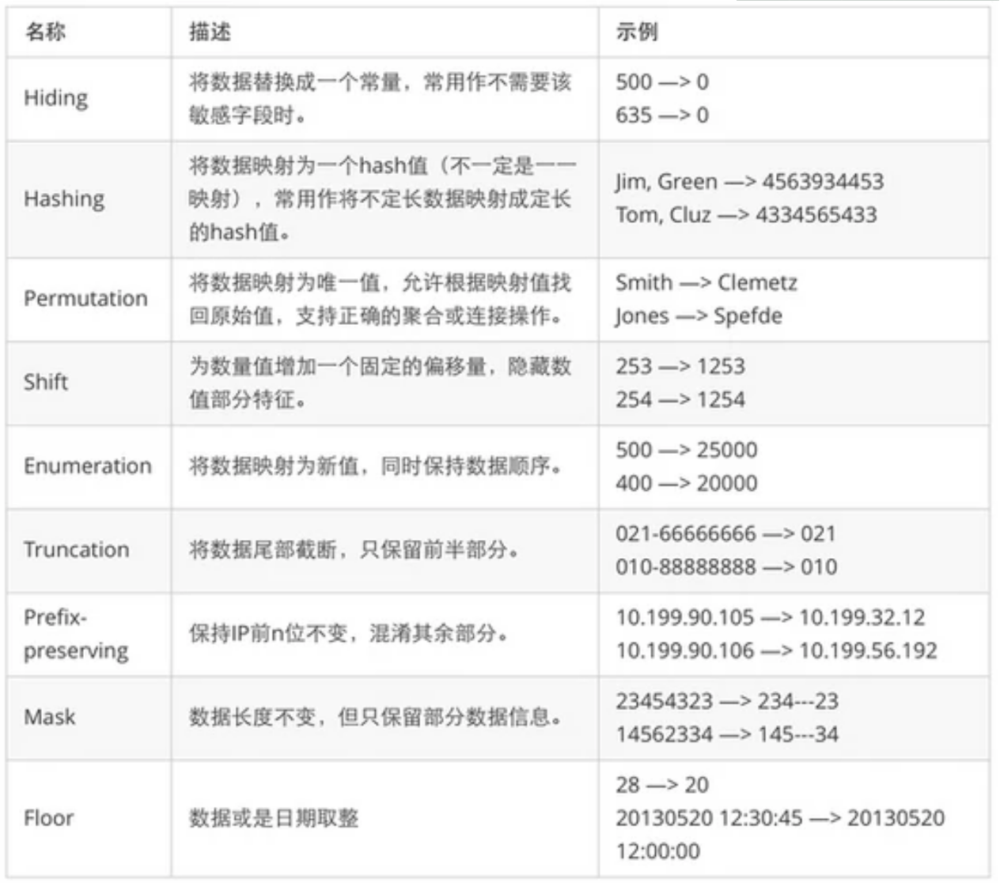 名称
描述
示例
Hiding
将数据替换成一个常量，常用作不需要该
敏感字段时。
500 —> 0
635 —> 0
Hashing
将数据映射为一个hash值（不一定是一一
映射），常用作将不定长数据映射成定长
的hash值。
Jim, Green —> 4563934453
Tom, Cluz —> 4334565433
Permutation
将数据映射为唯一值，允许根据映射值找
回原始值，支持正确的聚合或连接操作。
Smith —> Clemetz
Jones —> Spefde
Shift
为数量值增加一个固定的偏移量，隐藏数
值部分特征。
253 —> 1253
254 —> 1254
Enumeration
将数据映射为新值，同时保持数据顺序。
500 —> 25000
400 —> 20000
Truncation
将数据尾部截断，只保留前半部分。
021-66666666 —> 021
010-88888888 —> 010
Prefix-
preserving
保持IP前n位不变，混淆其余部分。
10.199.90.105 —> 10.199.32.12
10.199.90.106 —> 10.199.56.192
Mask
数据长度不变，但只保留部分数据信息。
23454323 —> 234---23
14562334 —> 145---34
Floor
数据或是日期取整
28 —> 20
20130520 12:30:45 —> 20130520
12:00:00